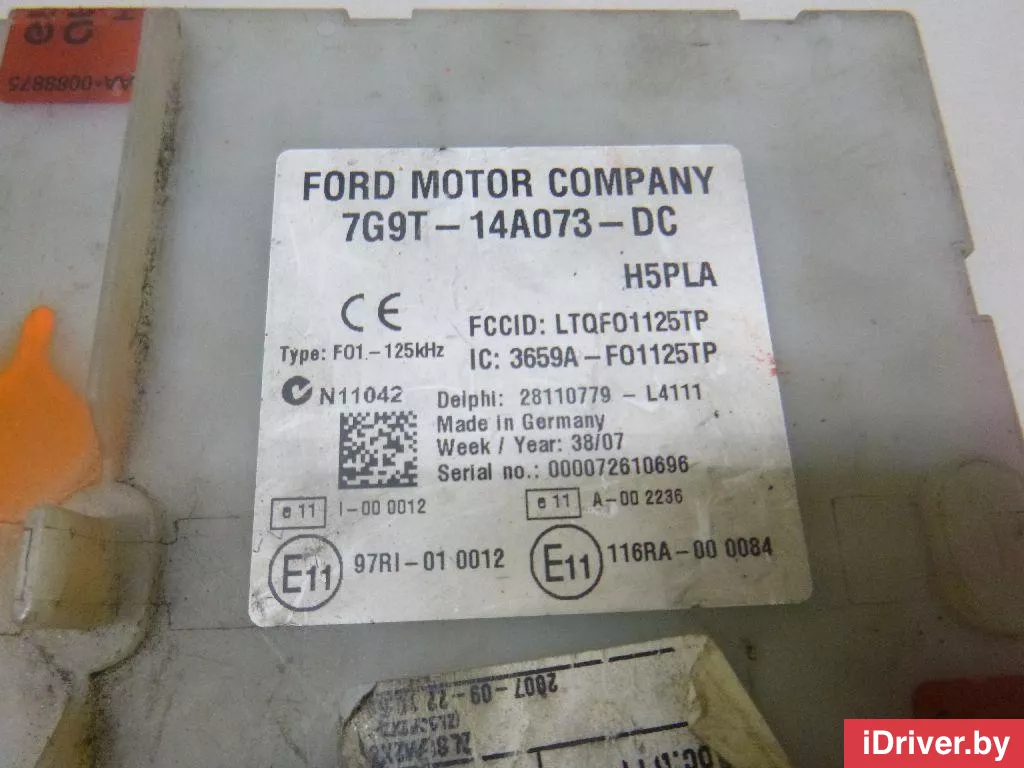 AA-0088875
FORD MOTOR COMPANY
7G9T-14A073-DC
H5PLA
CE
FCCID: LTQFO1125TP
Type: FO1.-125kHz
IC: 3659A-FO1125TP
N11042
Delphi: 28110779 - L4111
Made in Germany
Week / Year: 38/07
Serial no.: 000072610696
e 11 I-00 0012
e 11 A-00 2236
E11 97RI-01 0012
E11 116RA-00 0084
2007-09-22
iDriver.by